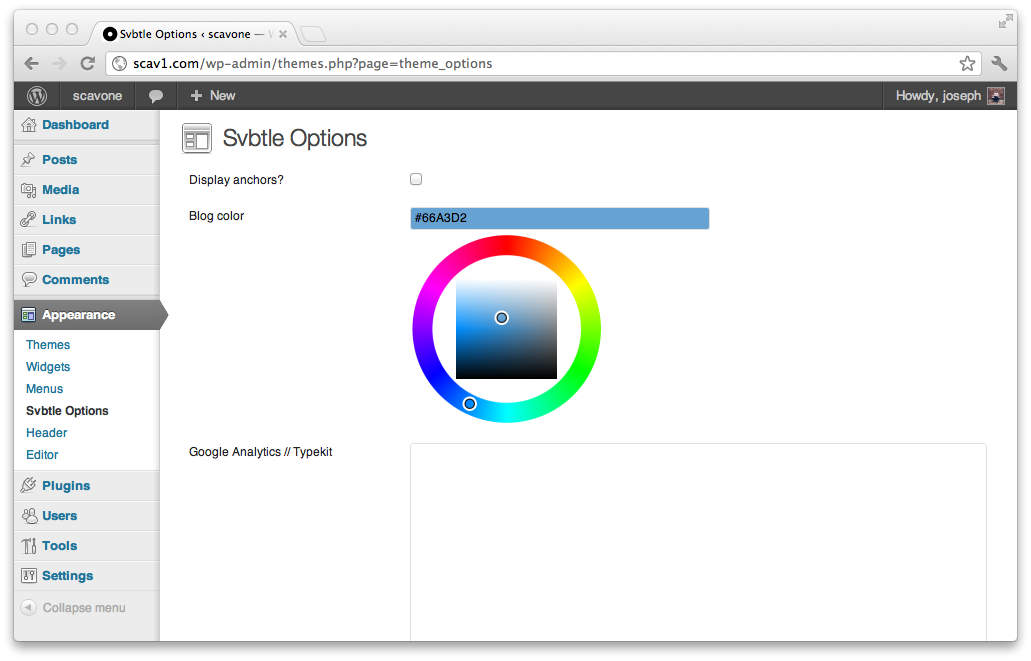 Svbtle Options ‹ scavone —
scav1.com/wp-admin/themes.php?page=theme_options
scavone
+ New
Howdy, joseph
Dashboard
Posts
Media
Links
Pages
Comments
Appearance
Themes
Widgets
Menus
Svbtle Options
Header
Editor
Plugins
Users
Tools
Settings
Collapse menu
Svbtle Options
Display anchors?
Blog color
#66A3D2
Google Analytics // Typekit